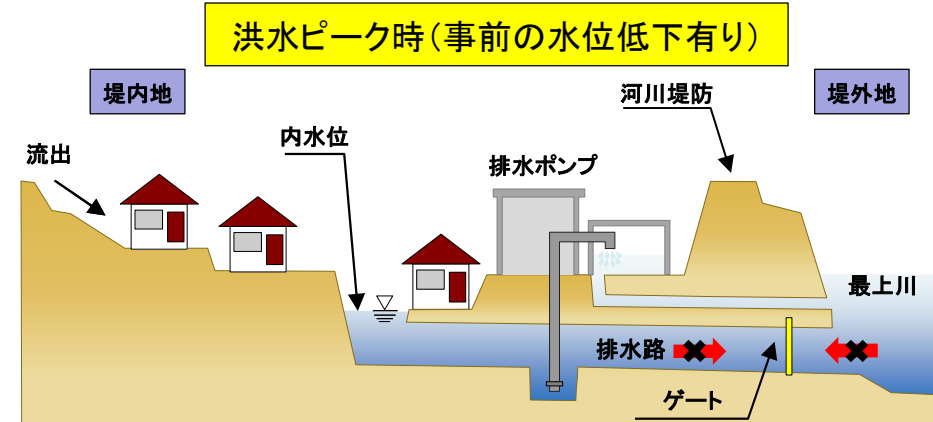 洪水ピーク時（事前の水位低下有り）
堤内地
河川堤防
堤外地
流出
内水位
排水ポンプ
最上川
排水路
ゲート